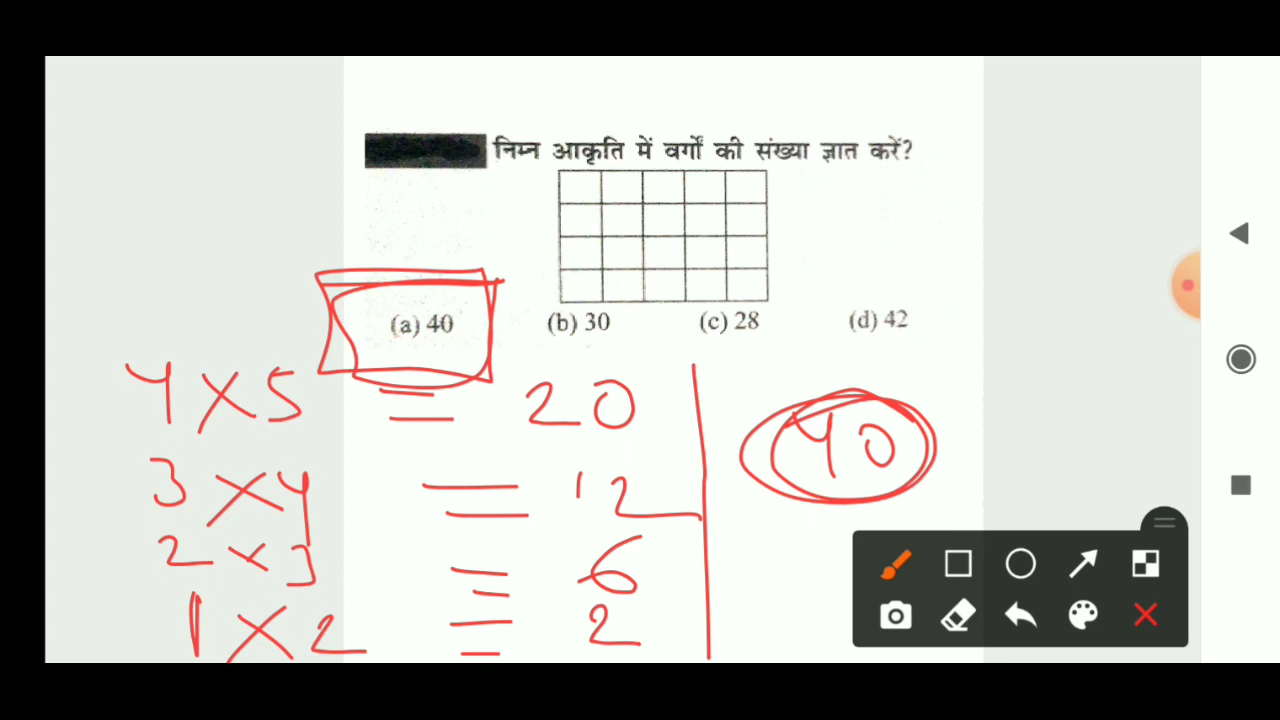 निम्न आकृति में वर्गों की संख्या ज्ञात करें?
(a) 40 (b) 30 (c) 28 (d) 42
4 X 5 = 20
3 X 4 = 12
2 X 3 = 6
1 X 2 = 2
40